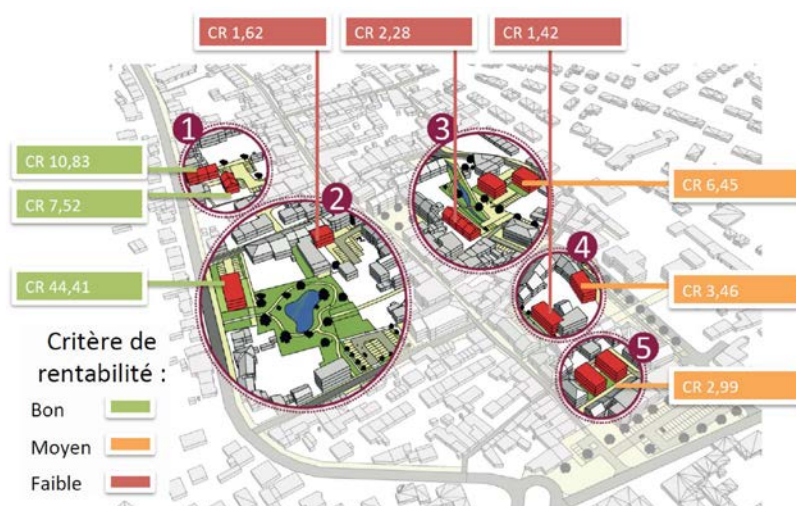 CR 1,62
CR 2,28
CR 1,42
1
3
CR 10,83
CR 7,52
CR 6,45
2
4
CR 44,41
CR 3,46
Critère de
rentabilité :
5
CR 2,99
Bon
Moyen
Faible